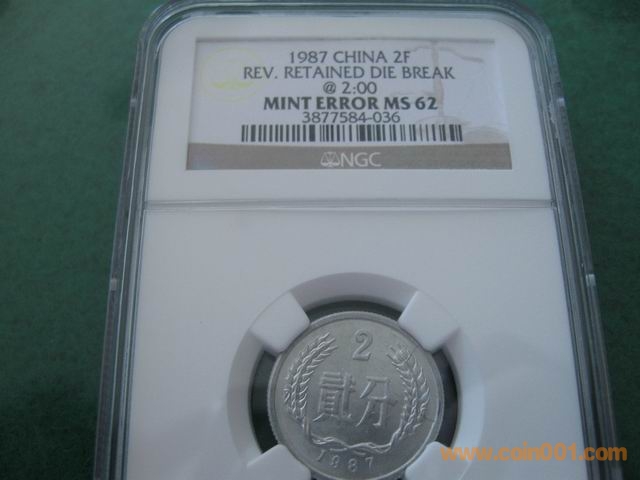 1987 CHINA 2F
REV. RETAINED DIE BREAK
@ 2:00
MINT ERROR MS 62
3877584-036
NGC
2
貳分
1987
www.coin001.com